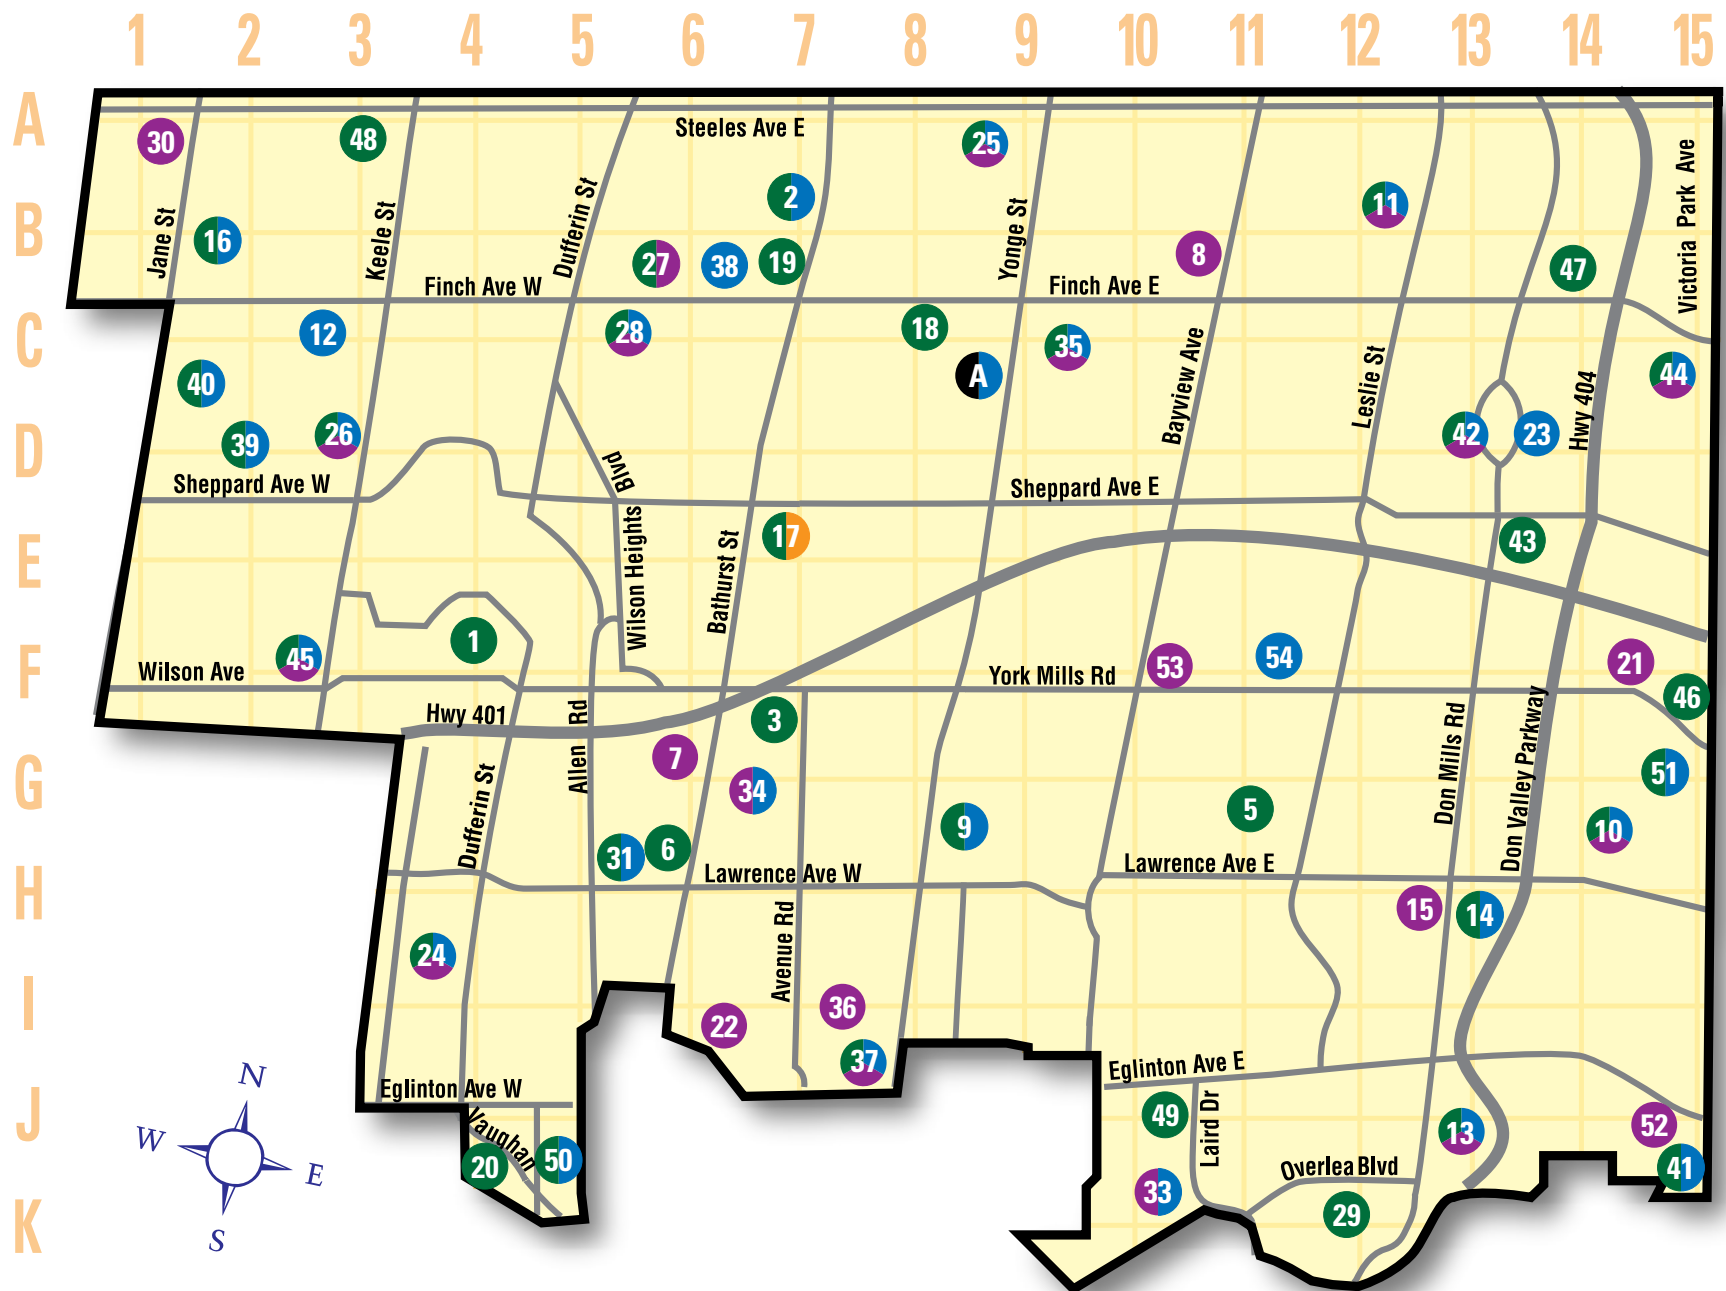 1 2 3 4 5 6 7 8 9 10 11 12 13 14 15
A
B
C
D
E
F
G
H
I
J
K
Steeles Ave E
30
48
25
2
11
16
27
38
19
8
47
Jane St
Keele St
Dufferin St
Yonge St
Victoria Park Ave
Finch Ave W
Finch Ave E
12
28
18
35
A
40
44
39
26
42
23
Bayview Ave
Leslie St
Hwy 404
Sheppard Ave W
Sheppard Ave E
Wilson Heights
Blvd
Bathurst St
17
43
1
45
53
54
21
46
Wilson Ave
York Mills Rd
Hwy 401
3
7
34
51
Allen Rd
Dufferin St
Don Mills Rd
Don Valley Parkway
31
6
9
5
10
Lawrence Ave W
Lawrence Ave E
15
14
24
Avenue Rd
36
22
37
Eglinton Ave W
Eglinton Ave E
Vaughan
20
50
49
Laird Dr
13
52
41
33
Overlea Blvd
29
N
W
E
S